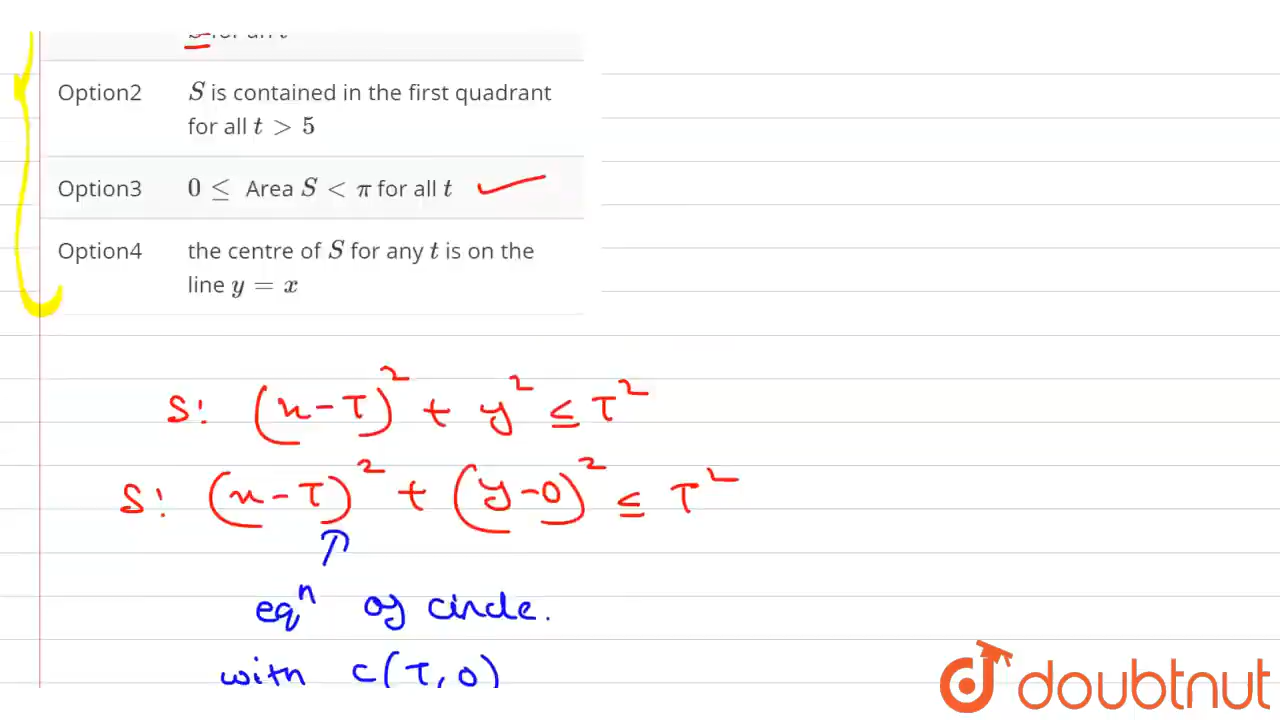 S for all t
Option2 S is contained in the first quadrant
for all t > 5
Option3 0 ≤ Area S < π for all t
Option4 the centre of S for any t is on the
line y = x
S: (x-T)² + y² ≤ T²
S: (x-T)² + (y-0)² ≤ T²
eqⁿ of circle.
with C(T,0)
doubtnut